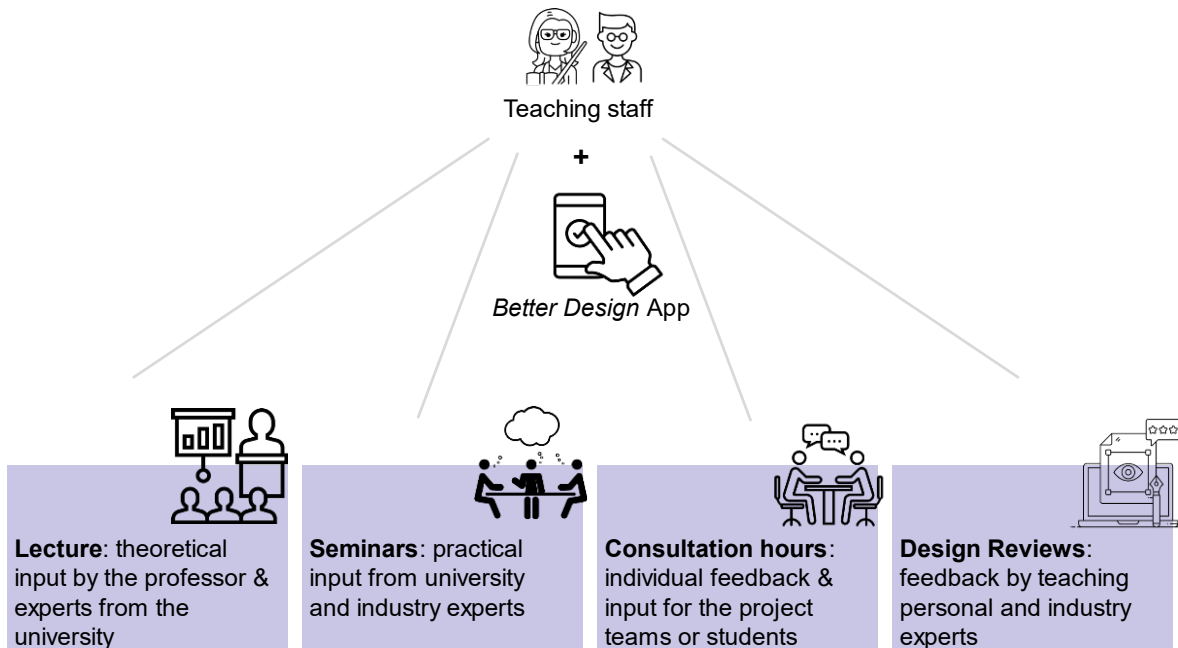 Teaching staff
+
Better Design App
Lecture: theoretical
input by the professor &
experts from the
university
Seminars: practical
input from university
and industry experts
Consultation hours:
individual feedback &
input for the project
teams or students
Design Reviews:
feedback by teaching
personal and industry
experts